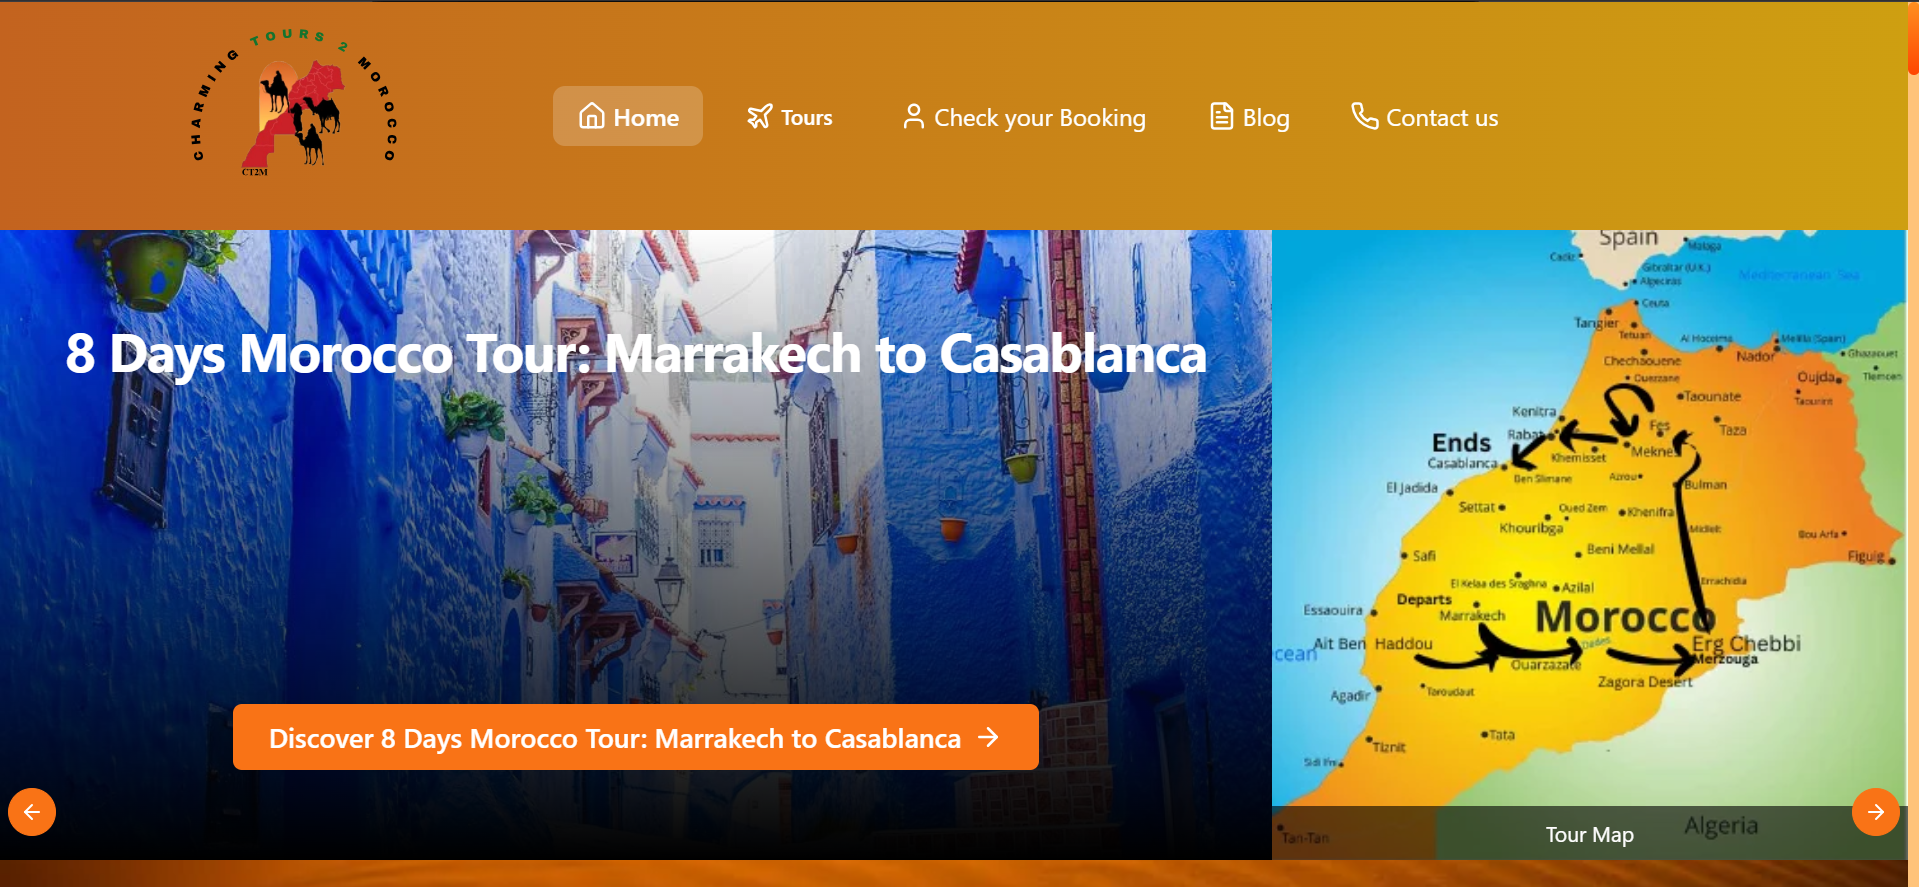 CHARMING TOURS 2 MOROCCO
CT2M
Home
Tours
Check your Booking
Blog
Contact us
8 Days Morocco Tour: Marrakech to Casablanca
Discover 8 Days Morocco Tour: Marrakech to Casablanca
Spain
Malaga
Cadiz
Gibraltar (U.K.)
Mediterranean Sea
Algeciras
Ceuta
Tangier
Tetuan
Al Hoceima
Melilla (Spain)
Chechaouene
Nador
Ghazaouet
Ouezzane
Oujda
Tlemcen
Taounate
Taourirt
Kenitra
Fes
Taza
Ends
Rabat
Meknes
Casablanca
Khemisset
Ben Slimane
Azrou
Bulman
El Jadida
Settat
Oued Zem
Khenifra
Khouribga
Midlelt
Bou Arfa
Safi
Beni Mellal
Figuig
El Kelaa des Sraghna
Azilal
Errachidia
Departs
Essaouira
Marrakech
Morocco
Ait Ben Haddou
Dades
Erg Chebbi
cean
Ouarzazate
Merzouga
Zagora Desert
Agadir
Taroudaut
Tata
Tiznit
Sidi Ifni
Algeria
Tour Map
Tan-Tan